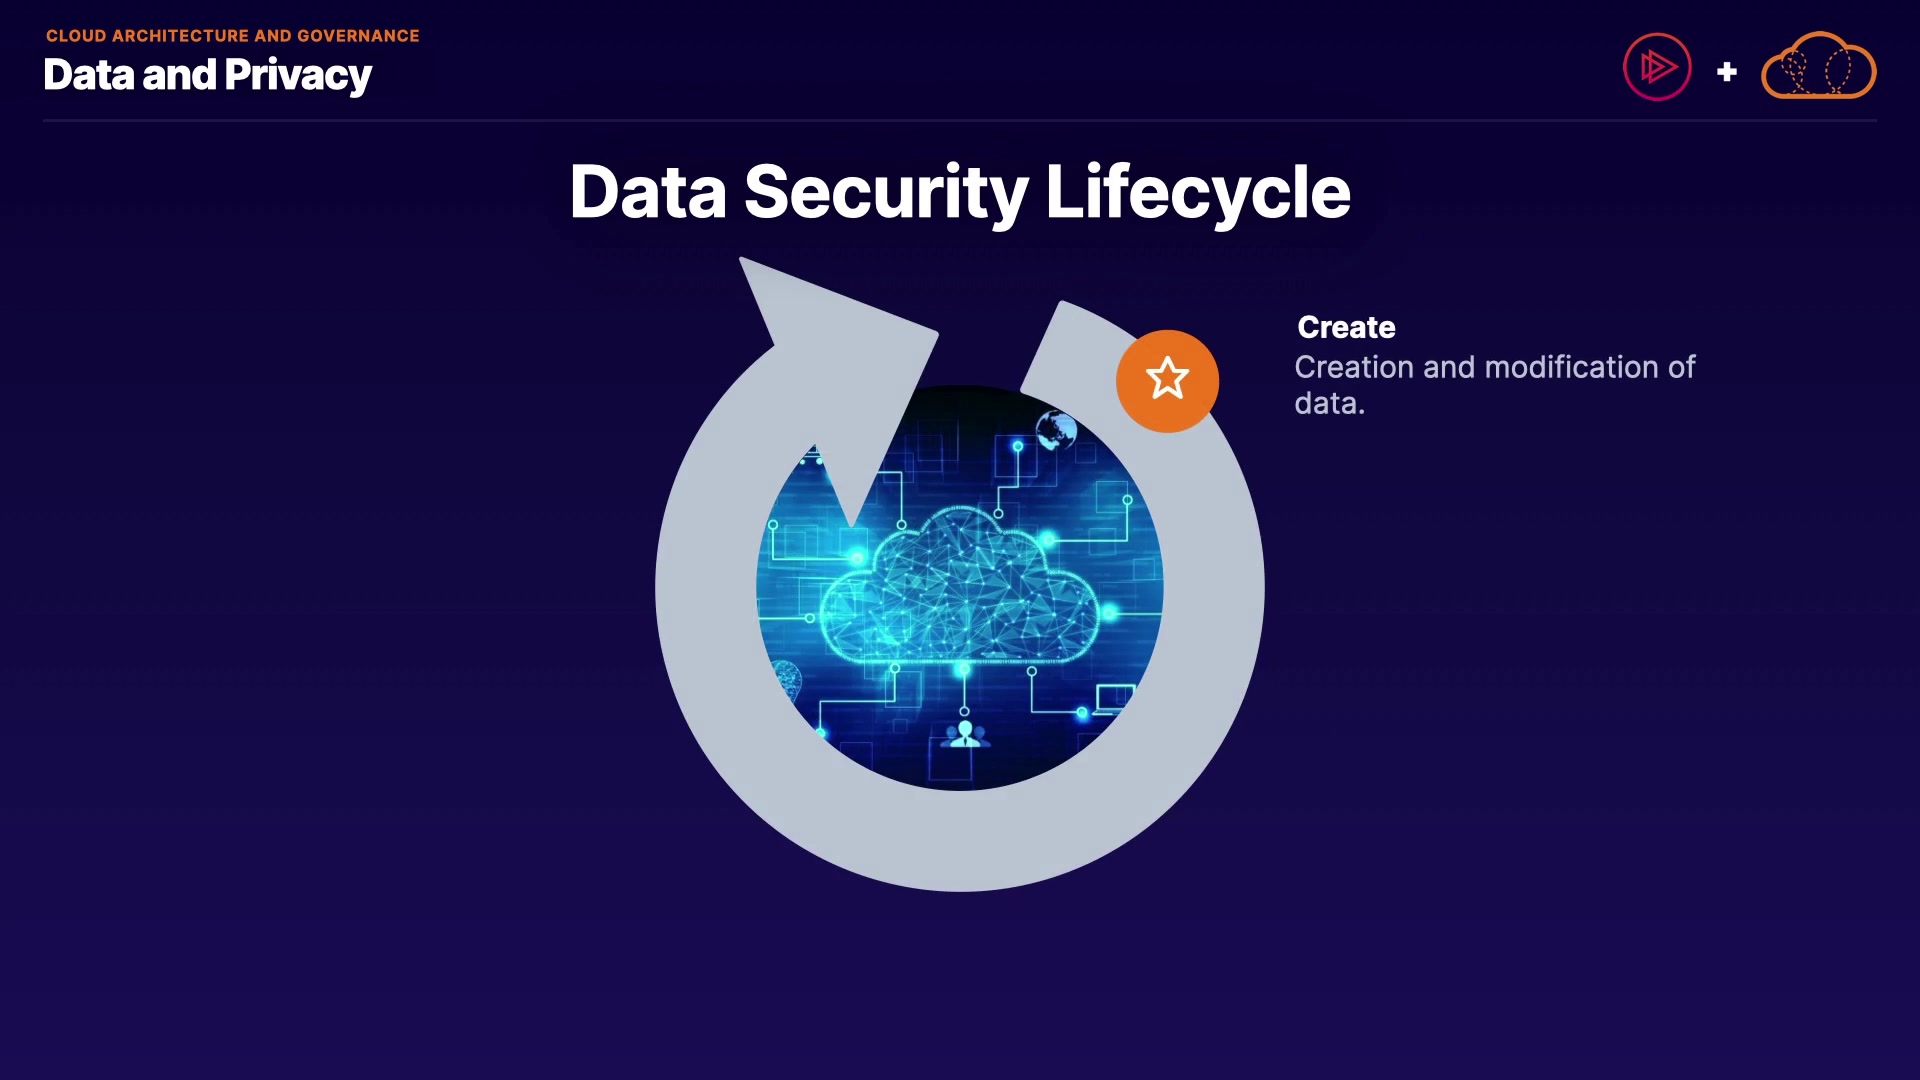 CLOUD ARCHITECTURE AND GOVERNANCE
Data and Privacy
Data Security Lifecycle
Create
Creation and modification of
data.